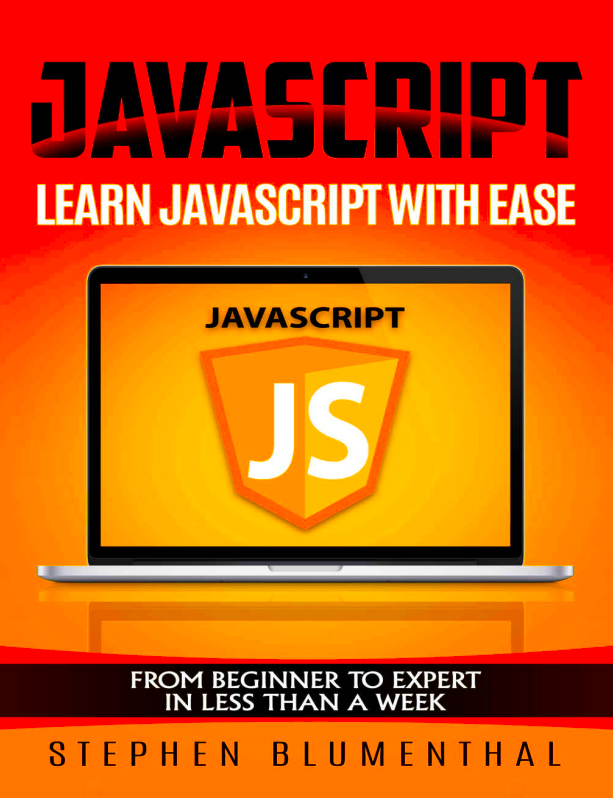 JAVASCRIPT
LEARN JAVASCRIPT WITH EASE
JAVASCRIPT
JS
FROM BEGINNER TO EXPERT
IN LESS THAN A WEEK
STEPHEN BLUMENTHAL